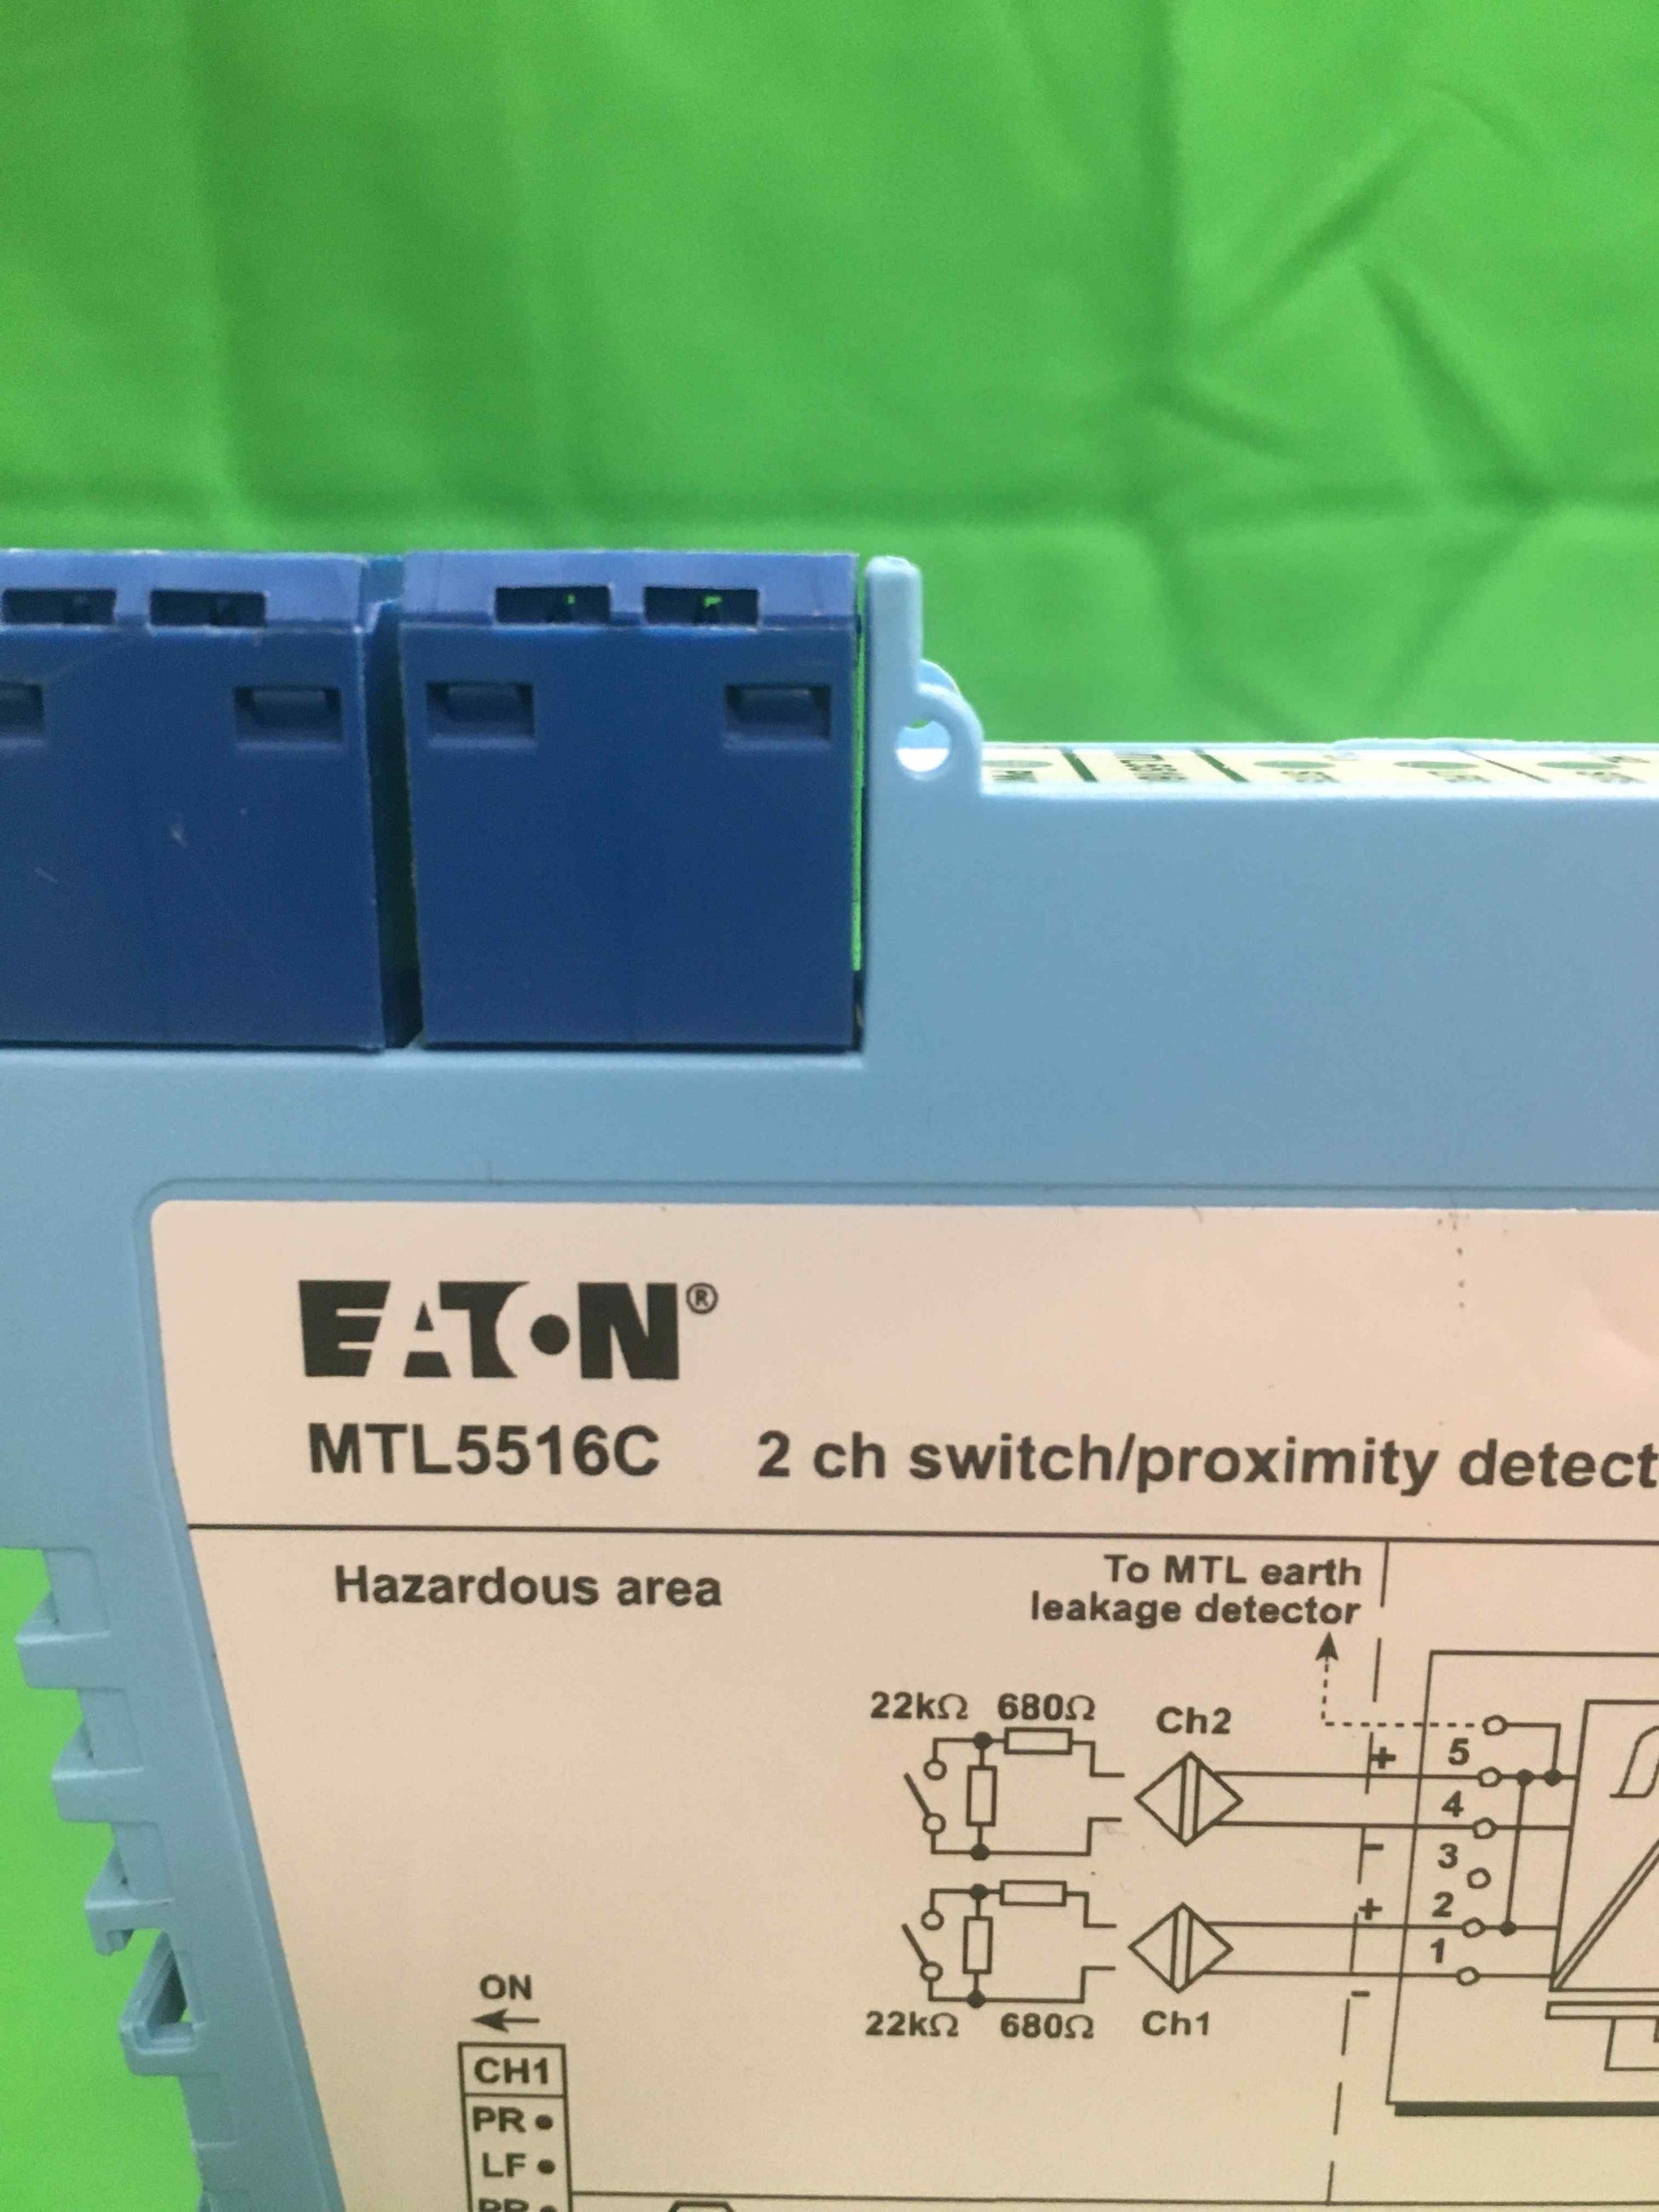 EATON®
MTL5516C 2 ch switch/proximity detect
Hazardous area
To MTL earth
leakage detector
22kΩ 680Ω Ch2
+ 5
4
- 3
+ 2
1
-
22kΩ 680Ω Ch1
ON
CH1
PR
LF